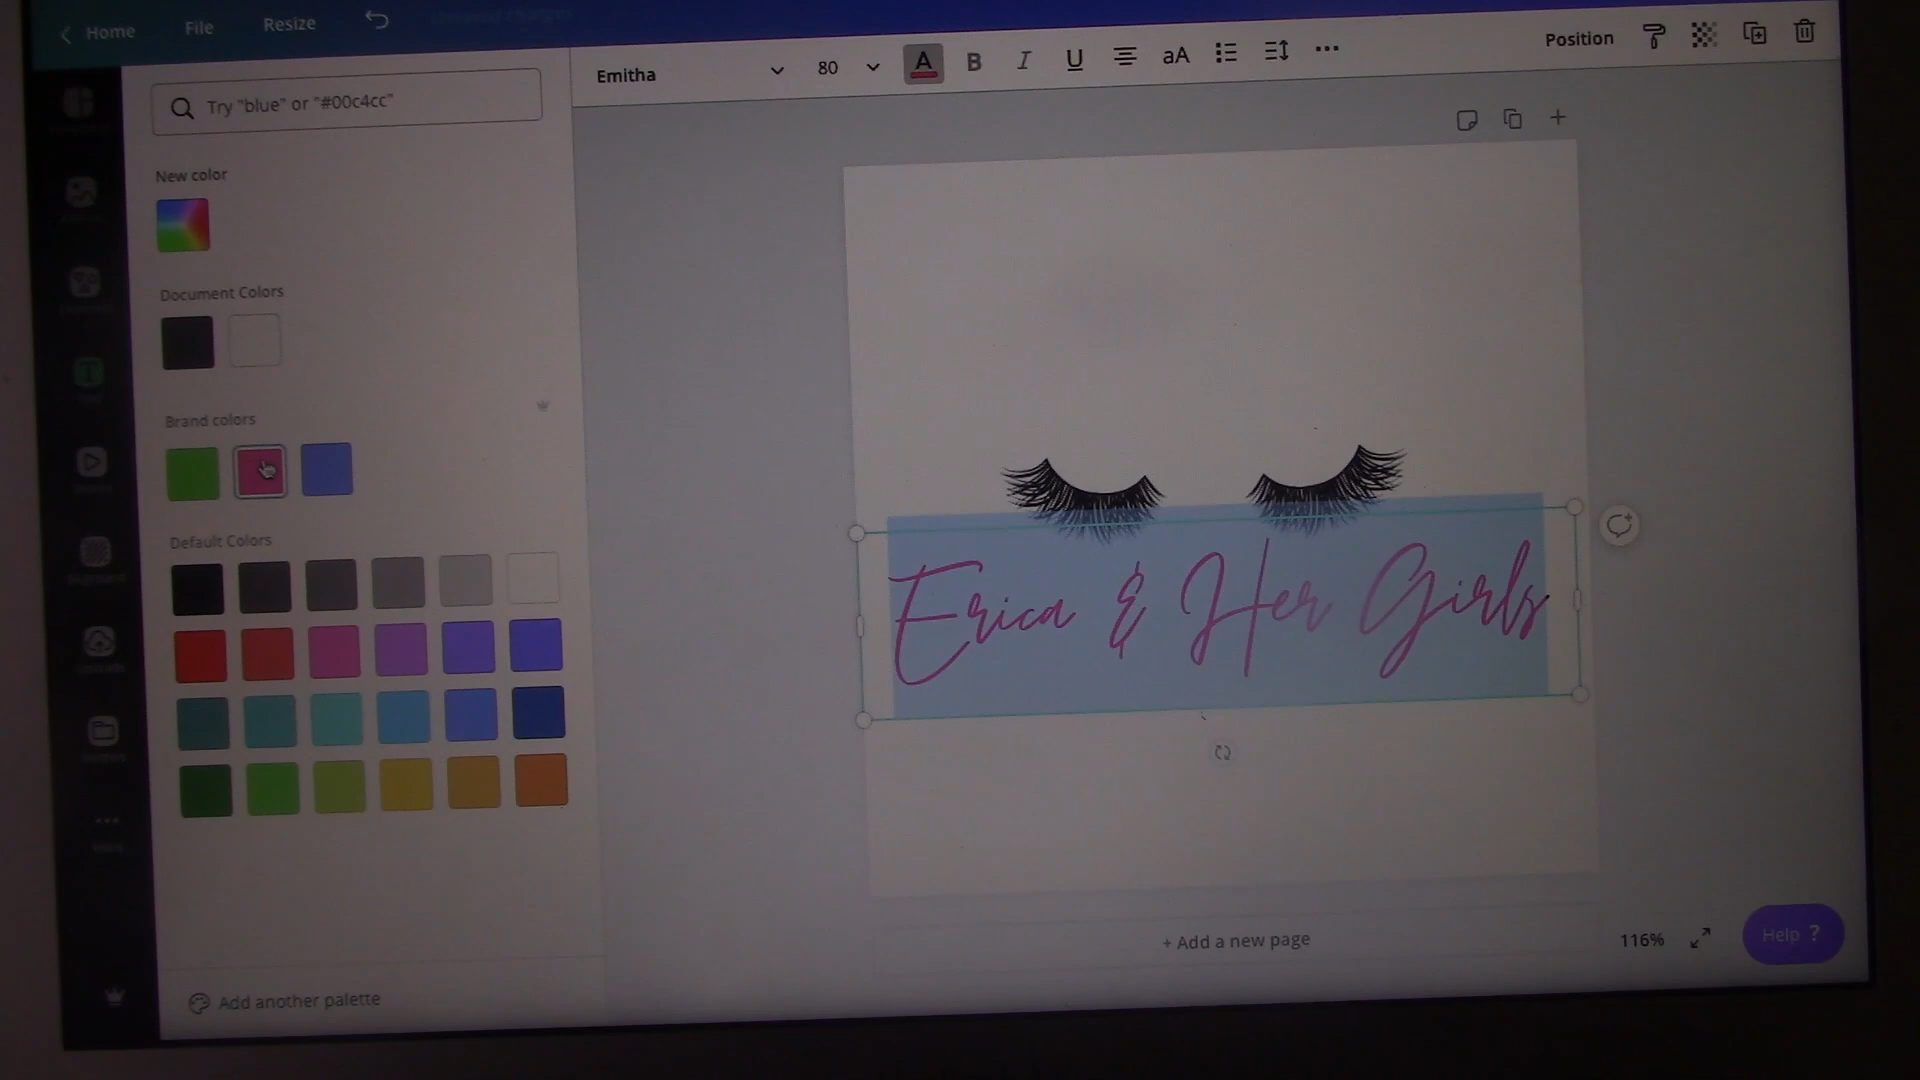 Home File Resize
Emitha 80 A B I U aA Position
Try "blue" or "#00c4cc"
New color
Document Colors
Brand colors
Default Colors
Erica & Her Girls
+ Add a new page
116%
Help ?
Add another palette